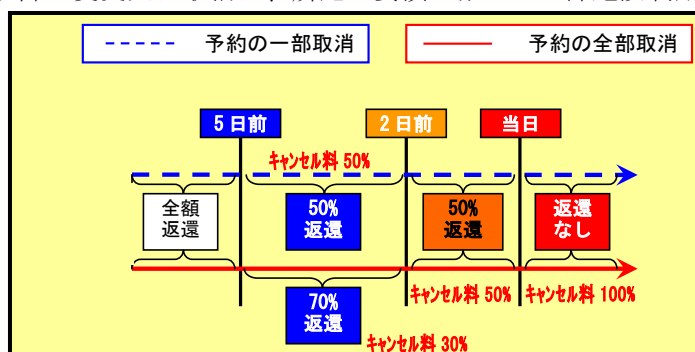 予約の一部取消
予約の全部取消
5日前
2日前
当日
キャンセル料 50%
全額
返還
50%
返還
50%
返還
返還
なし
70%
返還
キャンセル料 50%
キャンセル料 100%
キャンセル料 30%